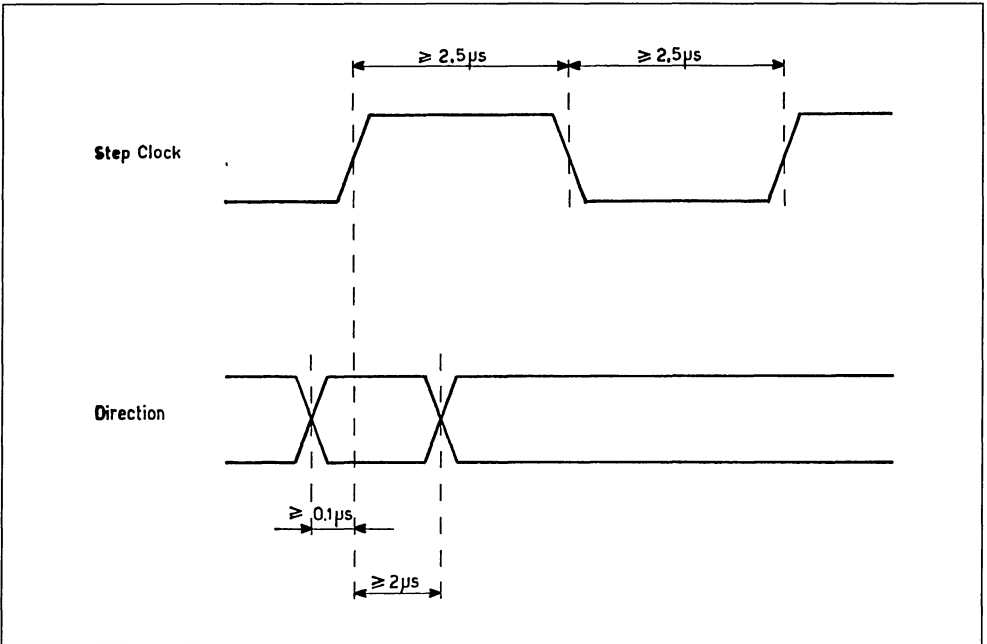 ≥ 2,5µs ≥ 2,5µs
Step Clock
Direction
≥ 0,1µs
≥ 2µs